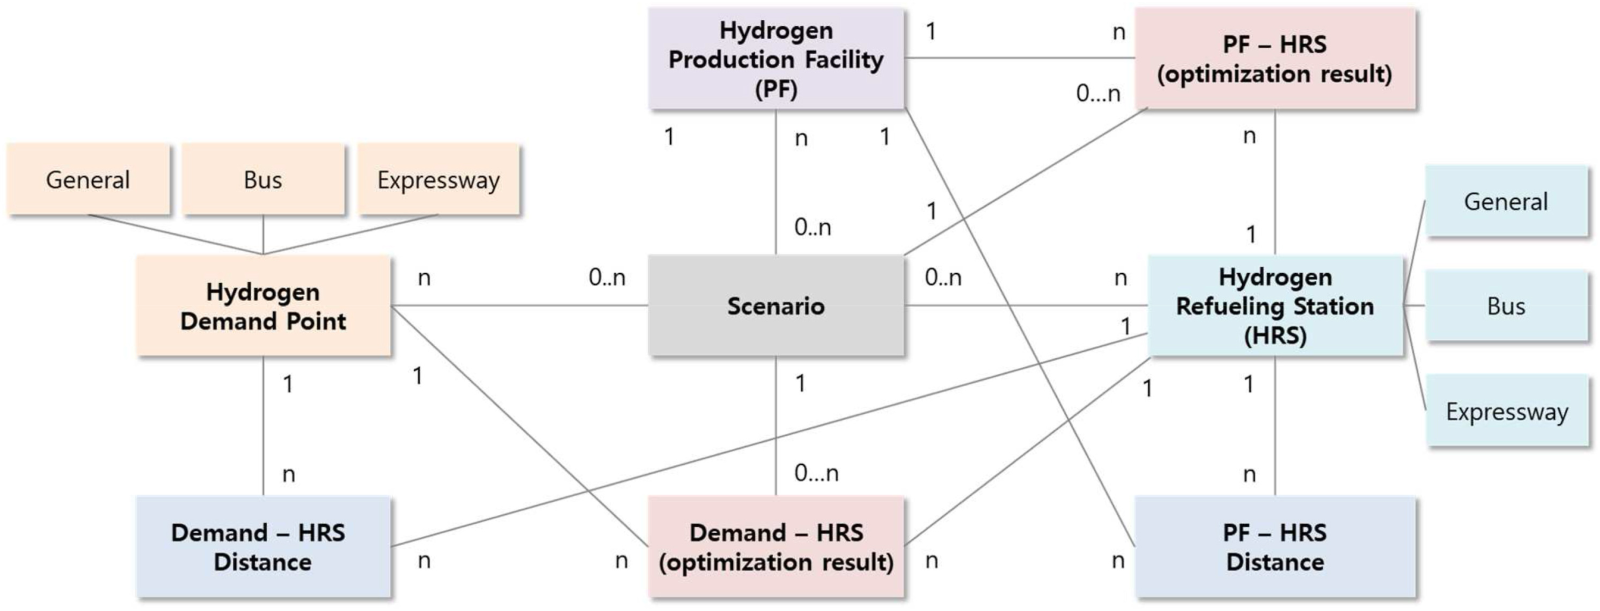 Hydrogen
Production Facility
(PF)
1
n
PF – HRS
(optimization result)
0...n
1
n
1
n
General
Bus
Expressway
General
1
0..n
1
Hydrogen
Demand Point
n
0..n
Scenario
0..n
n
Hydrogen
Refueling Station
(HRS)
Bus
1
1
1
1
1
1
Expressway
n
0...n
n
Demand – HRS
Distance
n
n
Demand – HRS
(optimization result)
n
n
PF – HRS
Distance